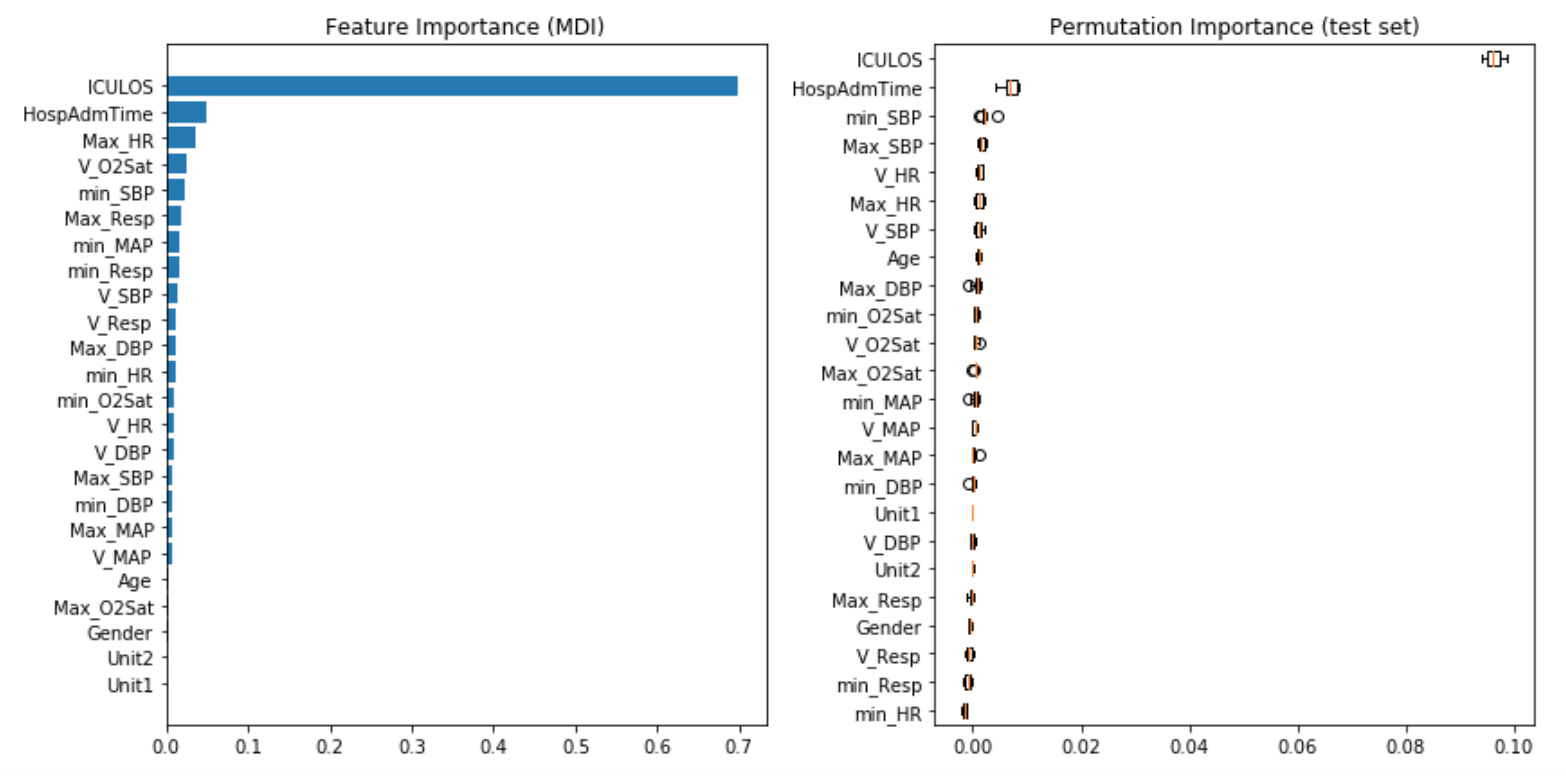 Feature Importance (MDI)
ICULOS
HospAdmTime
Max_HR
V_O2Sat
min_SBP
Max_Resp
min_MAP
min_Resp
V_SBP
V_Resp
Max_DBP
min_HR
min_O2Sat
V_HR
V_DBP
Max_SBP
min_DBP
Max_MAP
V_MAP
Age
Max_O2Sat
Gender
Unit2
Unit1
0.0 0.1 0.2 0.3 0.4 0.5 0.6 0.7
Permutation Importance (test set)
ICULOS
HospAdmTime
min_SBP
Max_SBP
V_HR
Max_HR
V_SBP
Age
Max_DBP
min_O2Sat
V_O2Sat
Max_O2Sat
min_MAP
V_MAP
Max_MAP
min_DBP
Unit1
V_DBP
Unit2
Max_Resp
Gender
V_Resp
min_Resp
min_HR
0.00 0.02 0.04 0.06 0.08 0.10